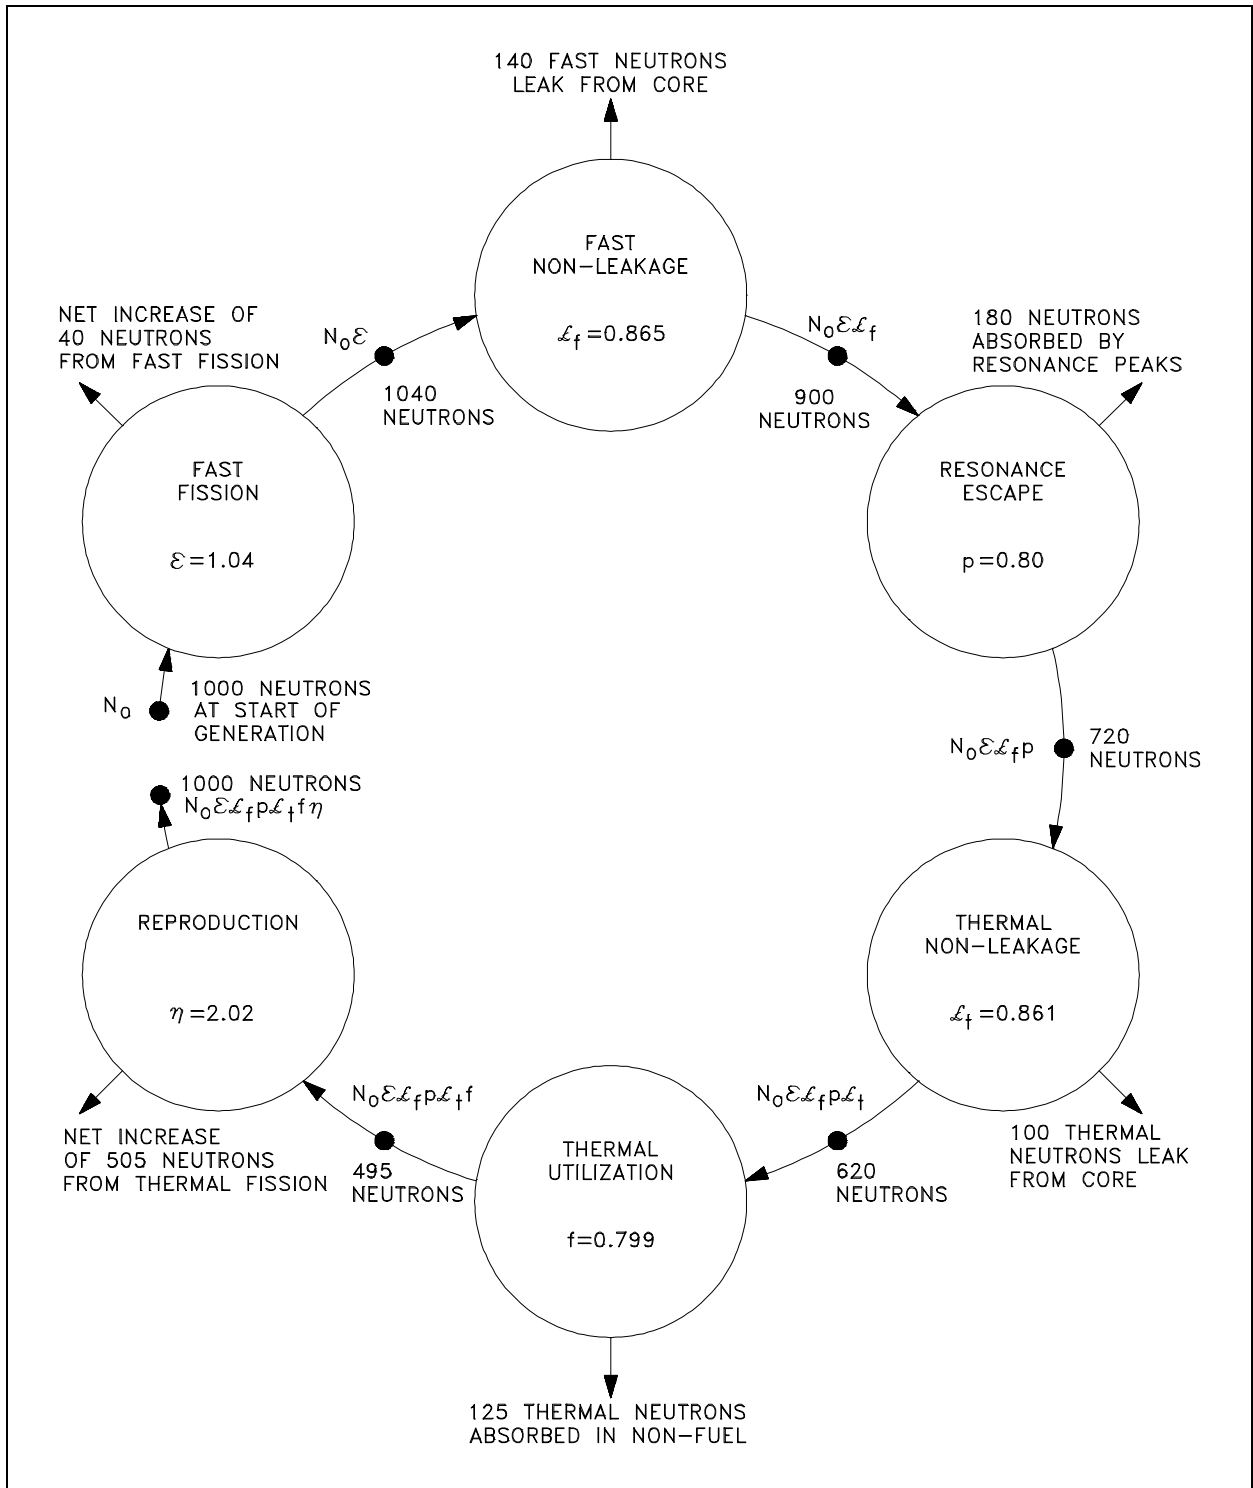 140 FAST NEUTRONS
LEAK FROM CORE
FAST
NON-LEAKAGE
ℒf=0.865
NET INCREASE OF
40 NEUTRONS
FROM FAST FISSION
N₀ℰ
1040
NEUTRONS
N₀ℰℒf
900
NEUTRONS
180 NEUTRONS
ABSORBED BY
RESONANCE PEAKS
FAST
FISSION
ℰ=1.04
RESONANCE
ESCAPE
p=0.80
N₀
1000 NEUTRONS
AT START OF
GENERATION
N₀ℰℒfp
720
NEUTRONS
1000 NEUTRONS
N₀ℰℒfpℒtfη
REPRODUCTION
η=2.02
THERMAL
NON-LEAKAGE
ℒt=0.861
N₀ℰℒfpℒtf
495
NEUTRONS
N₀ℰℒfpℒt
620
NEUTRONS
NET INCREASE
OF 505 NEUTRONS
FROM THERMAL FISSION
THERMAL
UTILIZATION
f=0.799
100 THERMAL
NEUTRONS LEAK
FROM CORE
125 THERMAL NEUTRONS
ABSORBED IN NON-FUEL